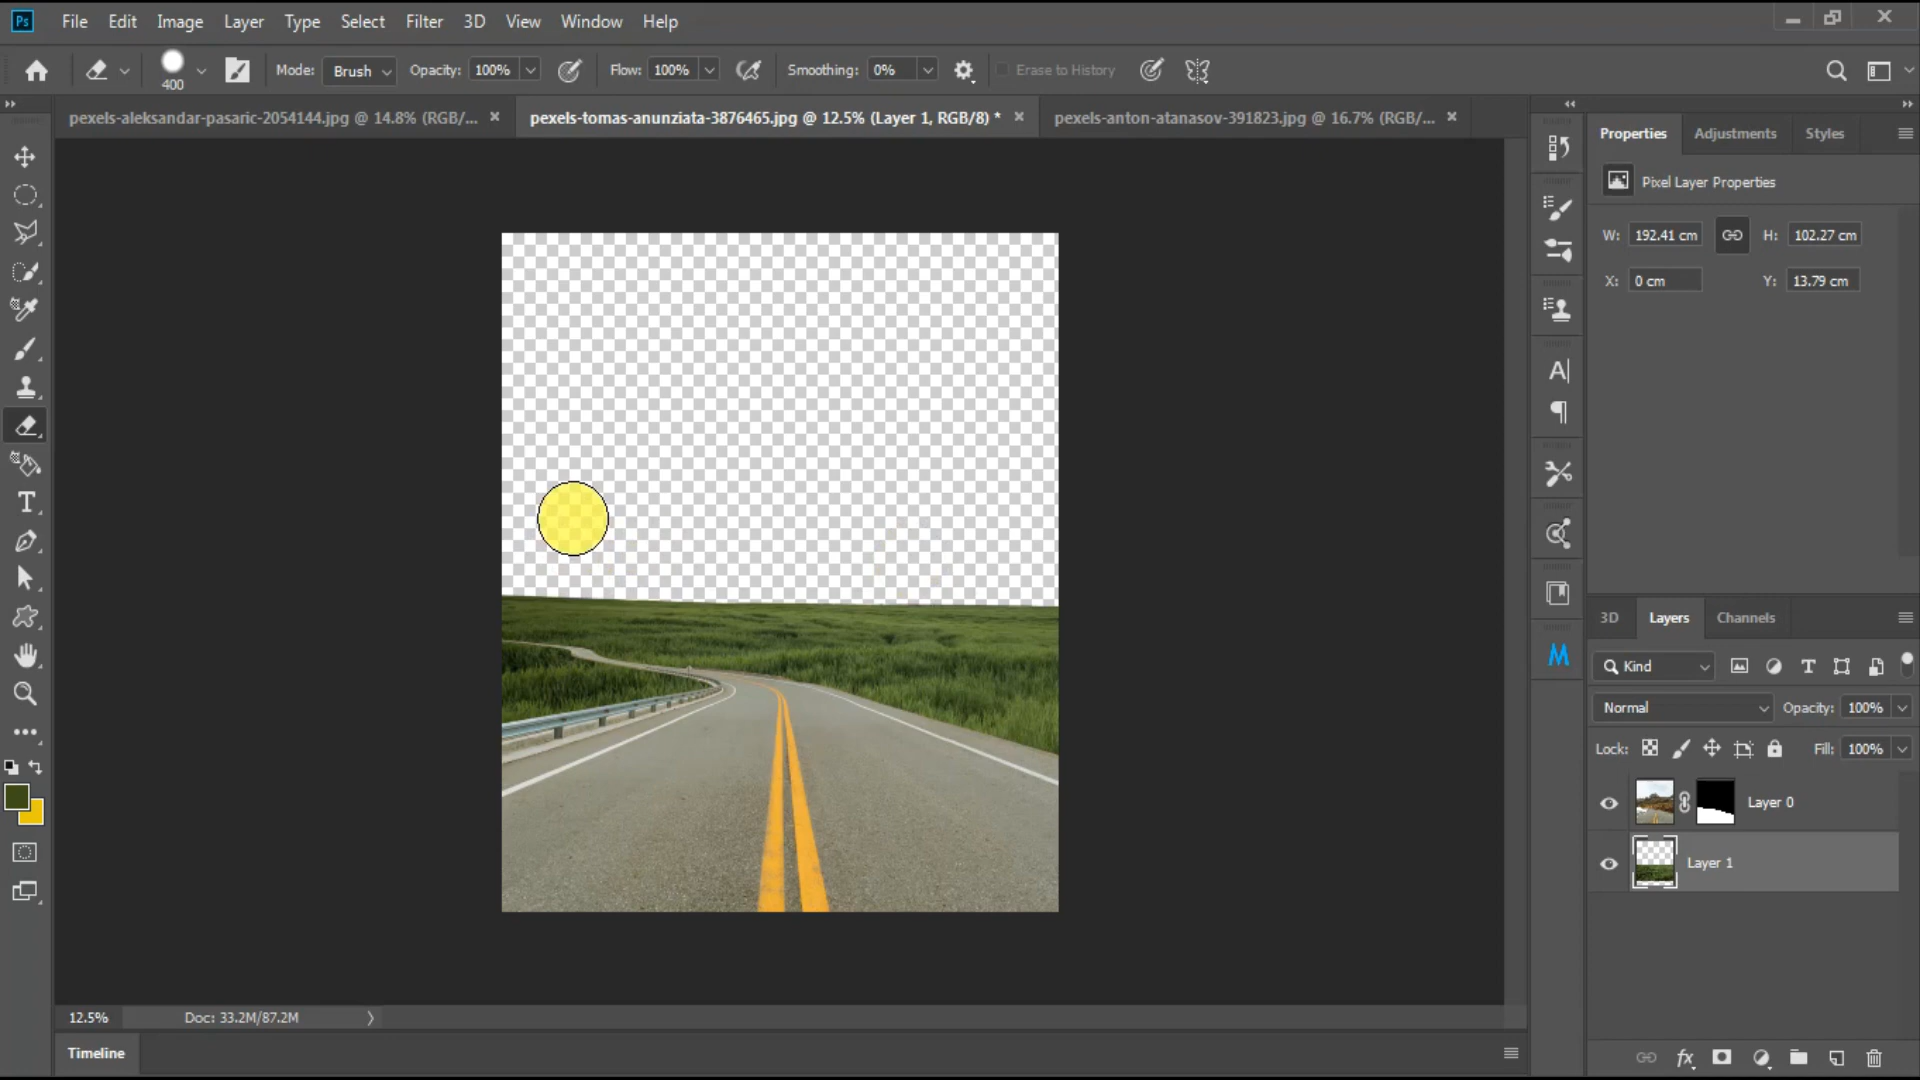 Ps File Edit Image Layer Type Select Filter 3D View Window Help
400 Mode: Brush Opacity: 100% Flow: 100% Smoothing: 0% Erase to History
pexels-aleksandar-pasaric-2054144.jpg @ 14.8% (RGB/... × pexels-tomas-anunziata-3876465.jpg @ 12.5% (Layer 1, RGB/8) * × pexels-anton-atanasov-391823.jpg @ 16.7% (RGB/... ×
Properties Adjustments Styles
Pixel Layer Properties
W: 192.41 cm H: 102.27 cm
X: 0 cm Y: 13.79 cm
3D Layers Channels
Kind
Normal Opacity: 100%
Lock: Fill: 100%
Layer 0
Layer 1
fx
12.5% Doc: 33.2M/87.2M
Timeline